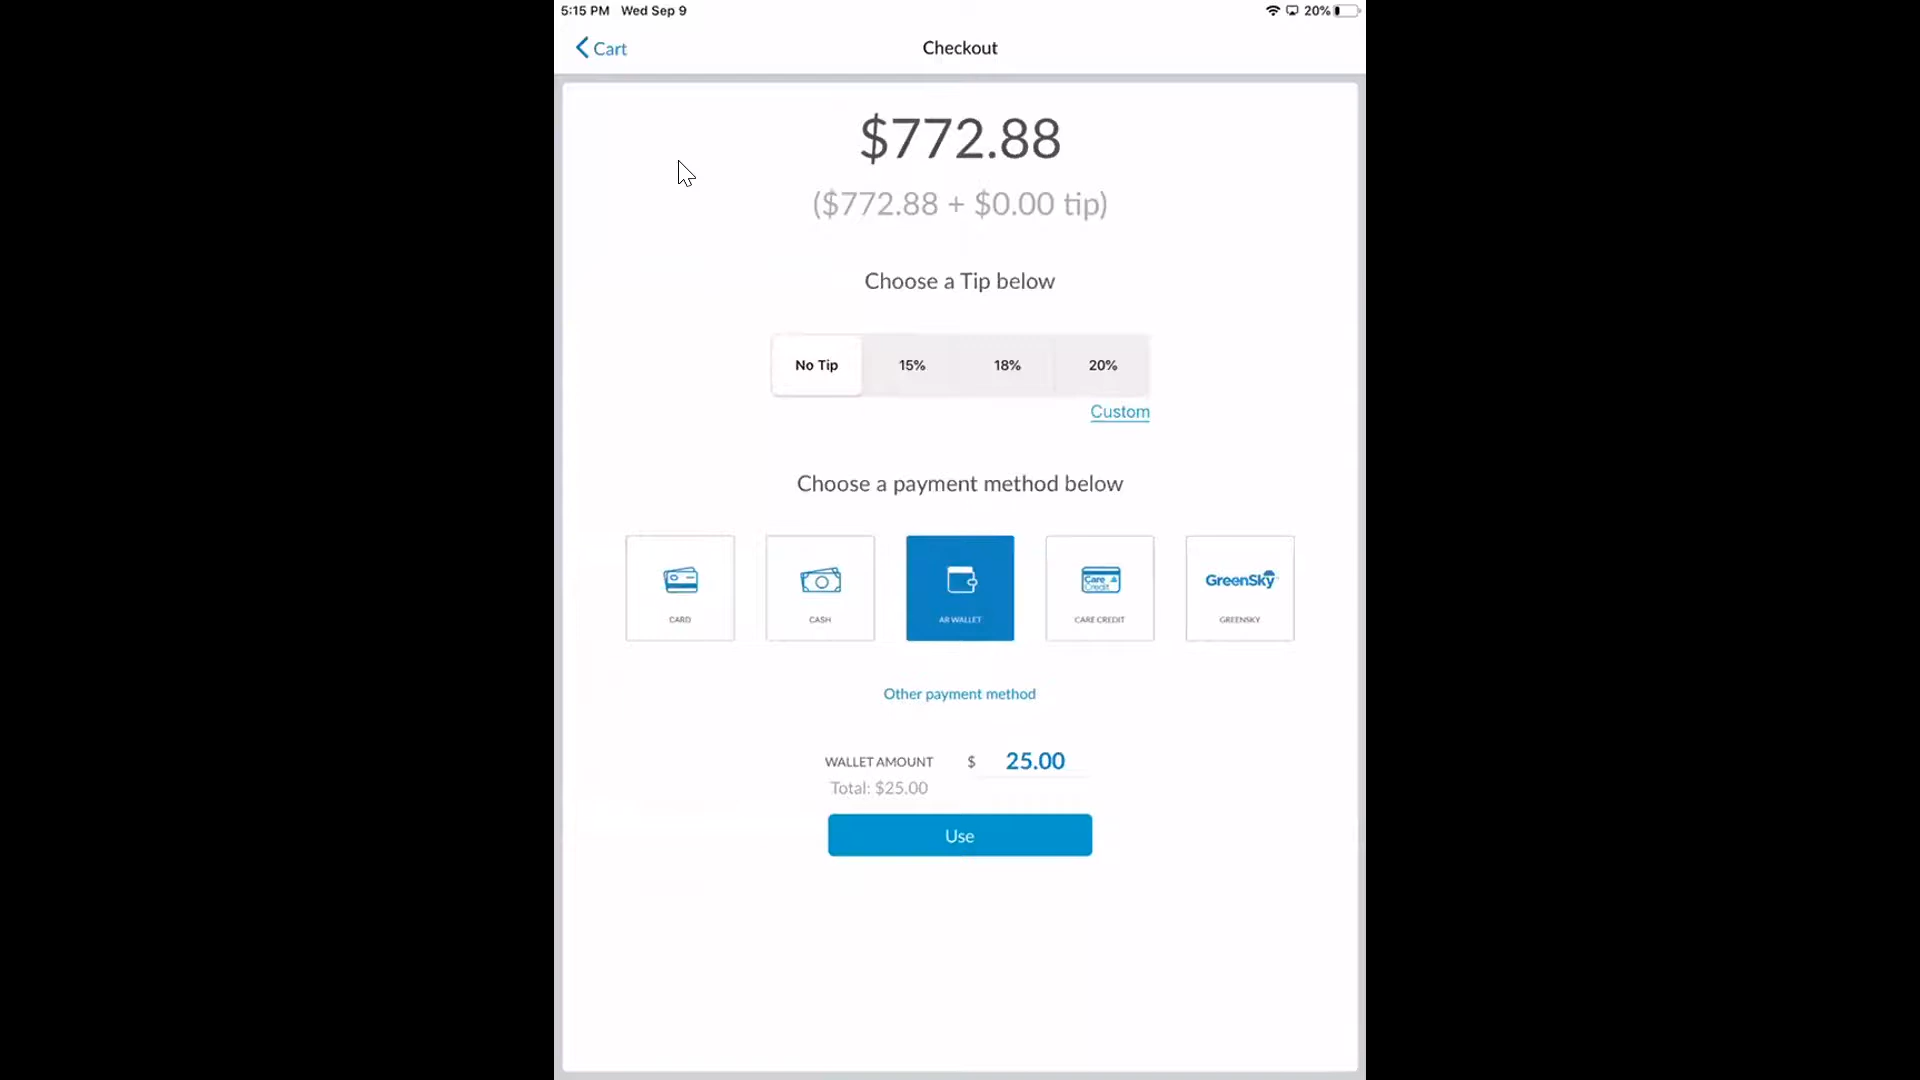 5:15 PM Wed Sep 9 20%
Cart Checkout
$772.88
($772.88 + $0.00 tip)
Choose a Tip below
No Tip 15% 18% 20%
Custom
Choose a payment method below
Care
Credit
GreenSky
CARD CASH AR WALLET CARE CREDIT GREENSKY
Other payment method
WALLET AMOUNT $ 25.00
Total: $25.00
Use